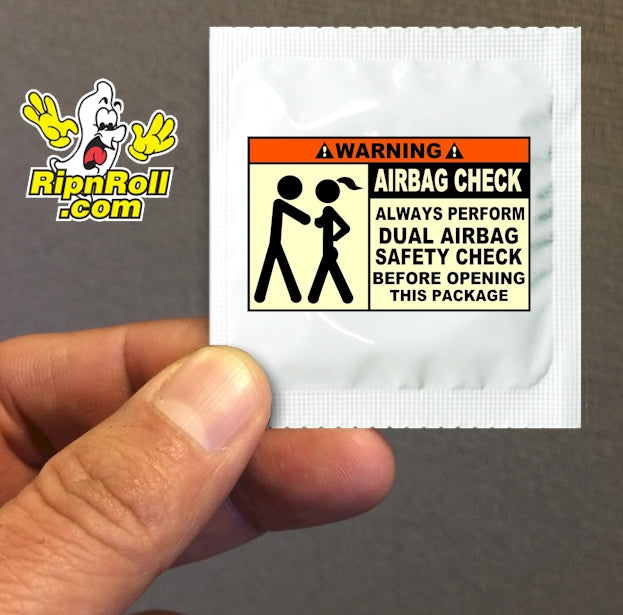 RipnRoll
.com
WARNING
AIRBAG CHECK
ALWAYS PERFORM
DUAL AIRBAG
SAFETY CHECK
BEFORE OPENING
THIS PACKAGE